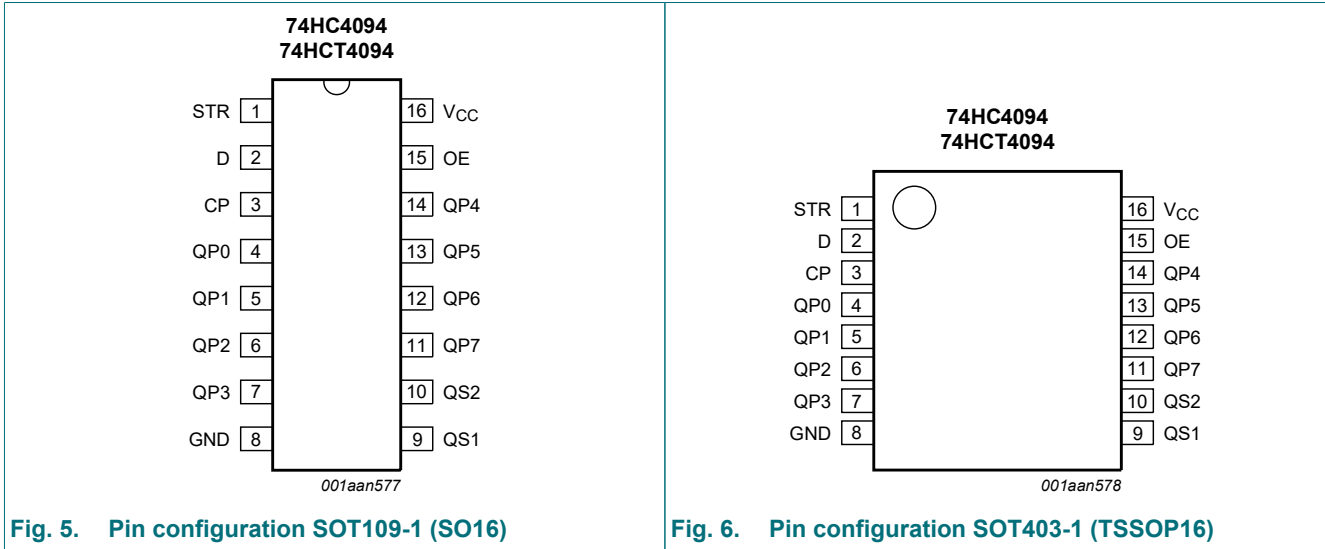 74HC4094
74HCT4094
STR 1 16 VCC
D 2 15 OE
CP 3 14 QP4
QP0 4 13 QP5
QP1 5 12 QP6
QP2 6 11 QP7
QP3 7 10 QS2
GND 8 9 QS1
001aan577
Fig. 5. Pin configuration SOT109-1 (SO16)
74HC4094
74HCT4094
STR 1 16 VCC
D 2 15 OE
CP 3 14 QP4
QP0 4 13 QP5
QP1 5 12 QP6
QP2 6 11 QP7
QP3 7 10 QS2
GND 8 9 QS1
001aan578
Fig. 6. Pin configuration SOT403-1 (TSSOP16)